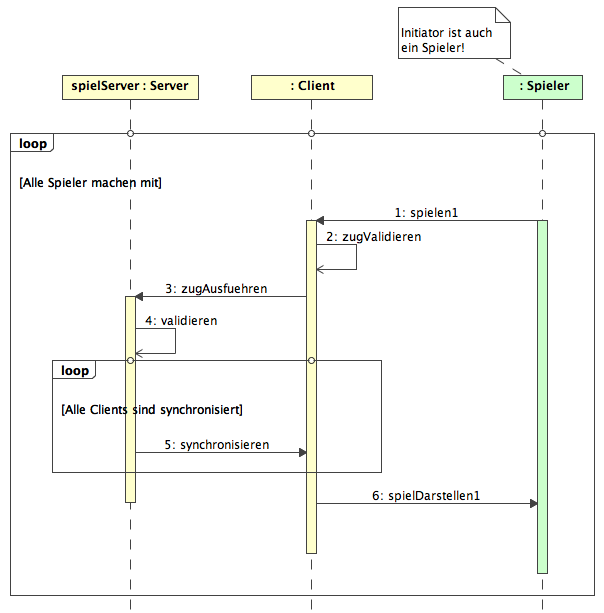 Initiator ist auch
ein Spieler!
spielServer : Server
: Client
: Spieler
loop
[Alle Spieler machen mit]
1: spielen1
2: zugValidieren
3: zugAusfuehren
4: validieren
loop
[Alle Clients sind synchronisiert]
5: synchronisieren
6: spielDarstellen1